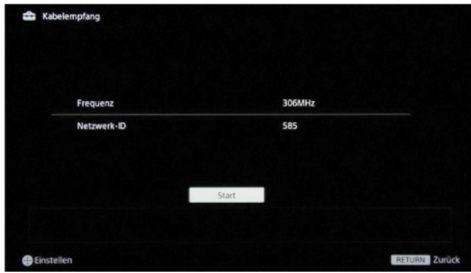 Kabelempfang
Frequenz 306MHz
Netzwerk-ID 585
Start
Einstellen RETURN Zurück